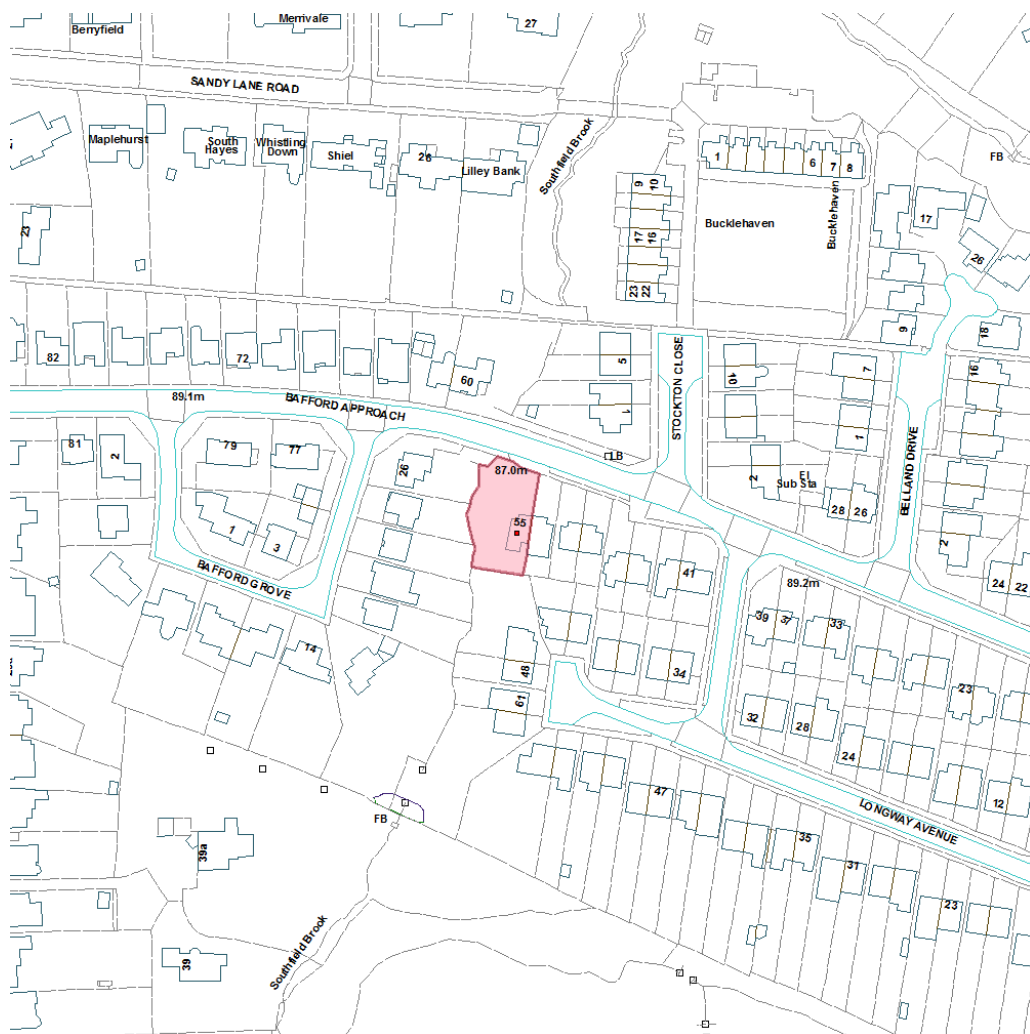 Berryfield
Merrivale
27
SANDY LANE ROAD
Maplehurst
South
Hayes
Whistling
Down
Shiel
26
Lilley Bank
Southfield Brook
1
6
7
8
FB
9
10
Bucklehaven
Bucklehaven
17
26
23
17
16
23
22
9
18
82
72
60
5
STOCKTON CLOSE
10
7
16
89.1m
BAFFORD APPROACH
1
1
BELLAND DRIVE
81
2
79
77
26
87.0m
LB
2
El
Sub Sta
28
26
55
1
3
BAFFORD GROVE
41
89.2m
2
24
22
39
37
33
14
48
34
23
61
32
28
24
47
12
LONGWAY AVENUE
FB
35
39a
31
23
Southfield Brook
39